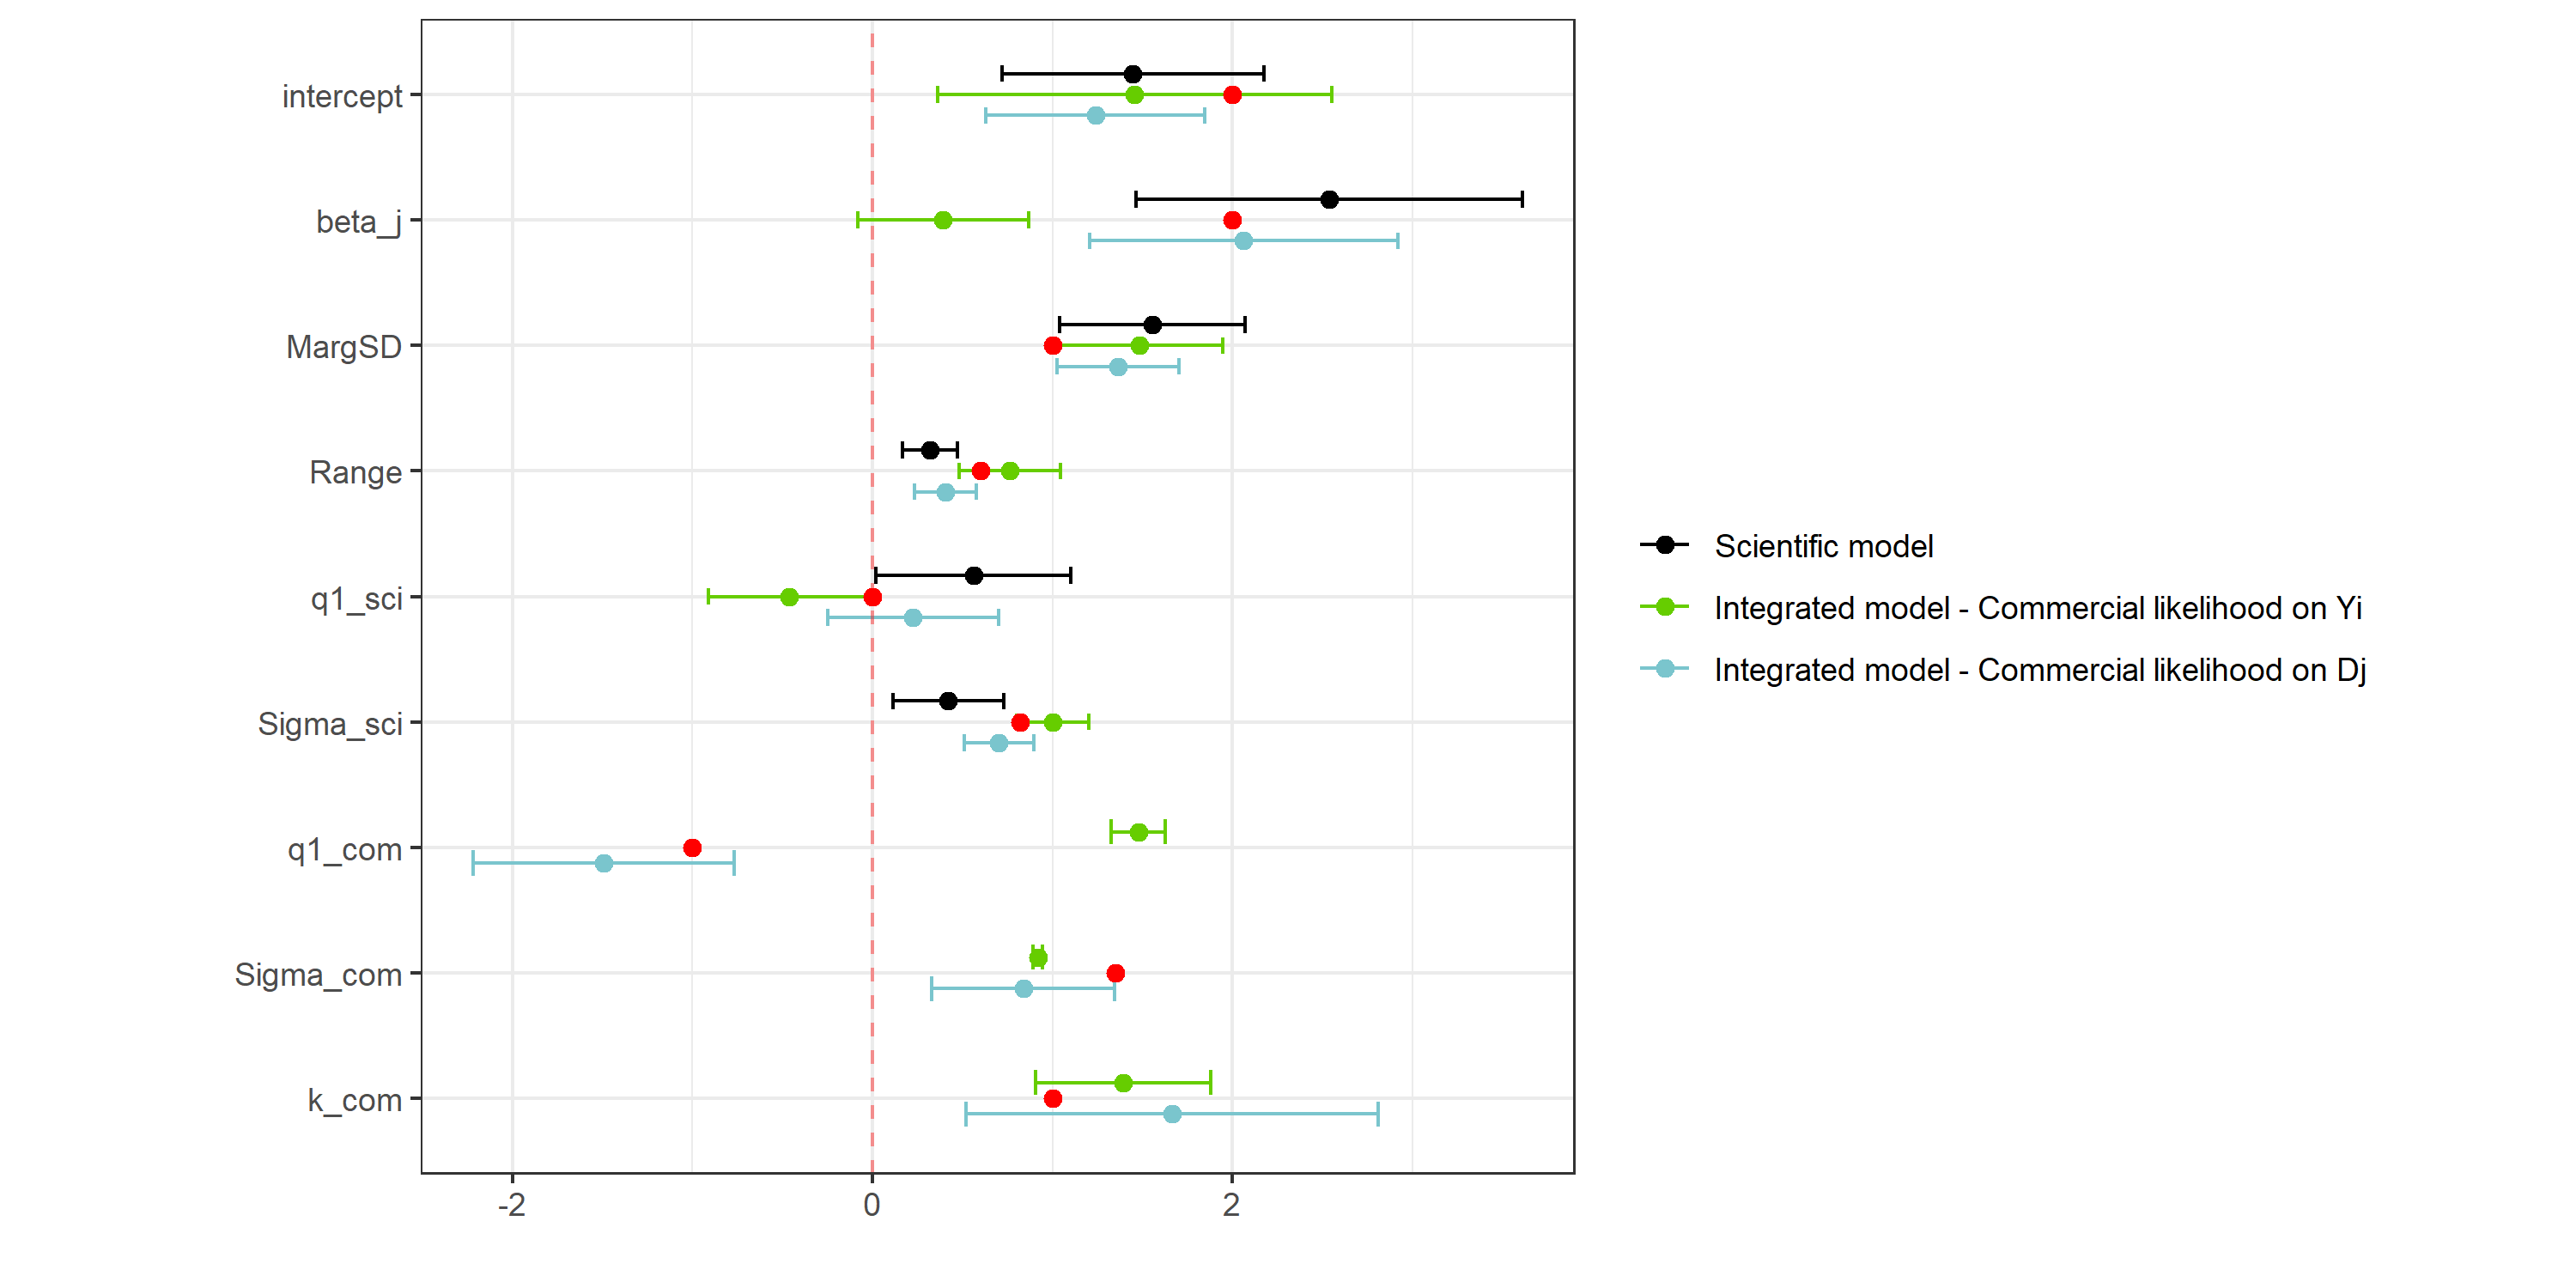 intercept
beta_j
MargSD
Range
q1_sci
Sigma_sci
q1_com
Sigma_com
k_com
-2 0 2
Scientific model
Integrated model - Commercial likelihood on Yi
Integrated model - Commercial likelihood on Dj